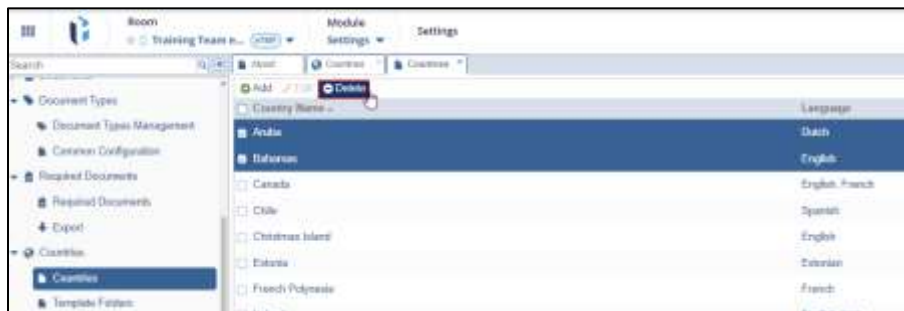 Room
Training Team n...
Module
Settings
Settings
Search
Countries
Countries
Add
Delete
Country Name
Language
Document Types
Document Types Management
Common Configuration
Required Documents
Required Documents
Export
Countries
Countries
Template Folders
Aruba
Dutch
Bahamas
English
Canada
English, French
Chile
Spanish
Christmas Island
English
Estonia
Estonian
French Polynesia
French